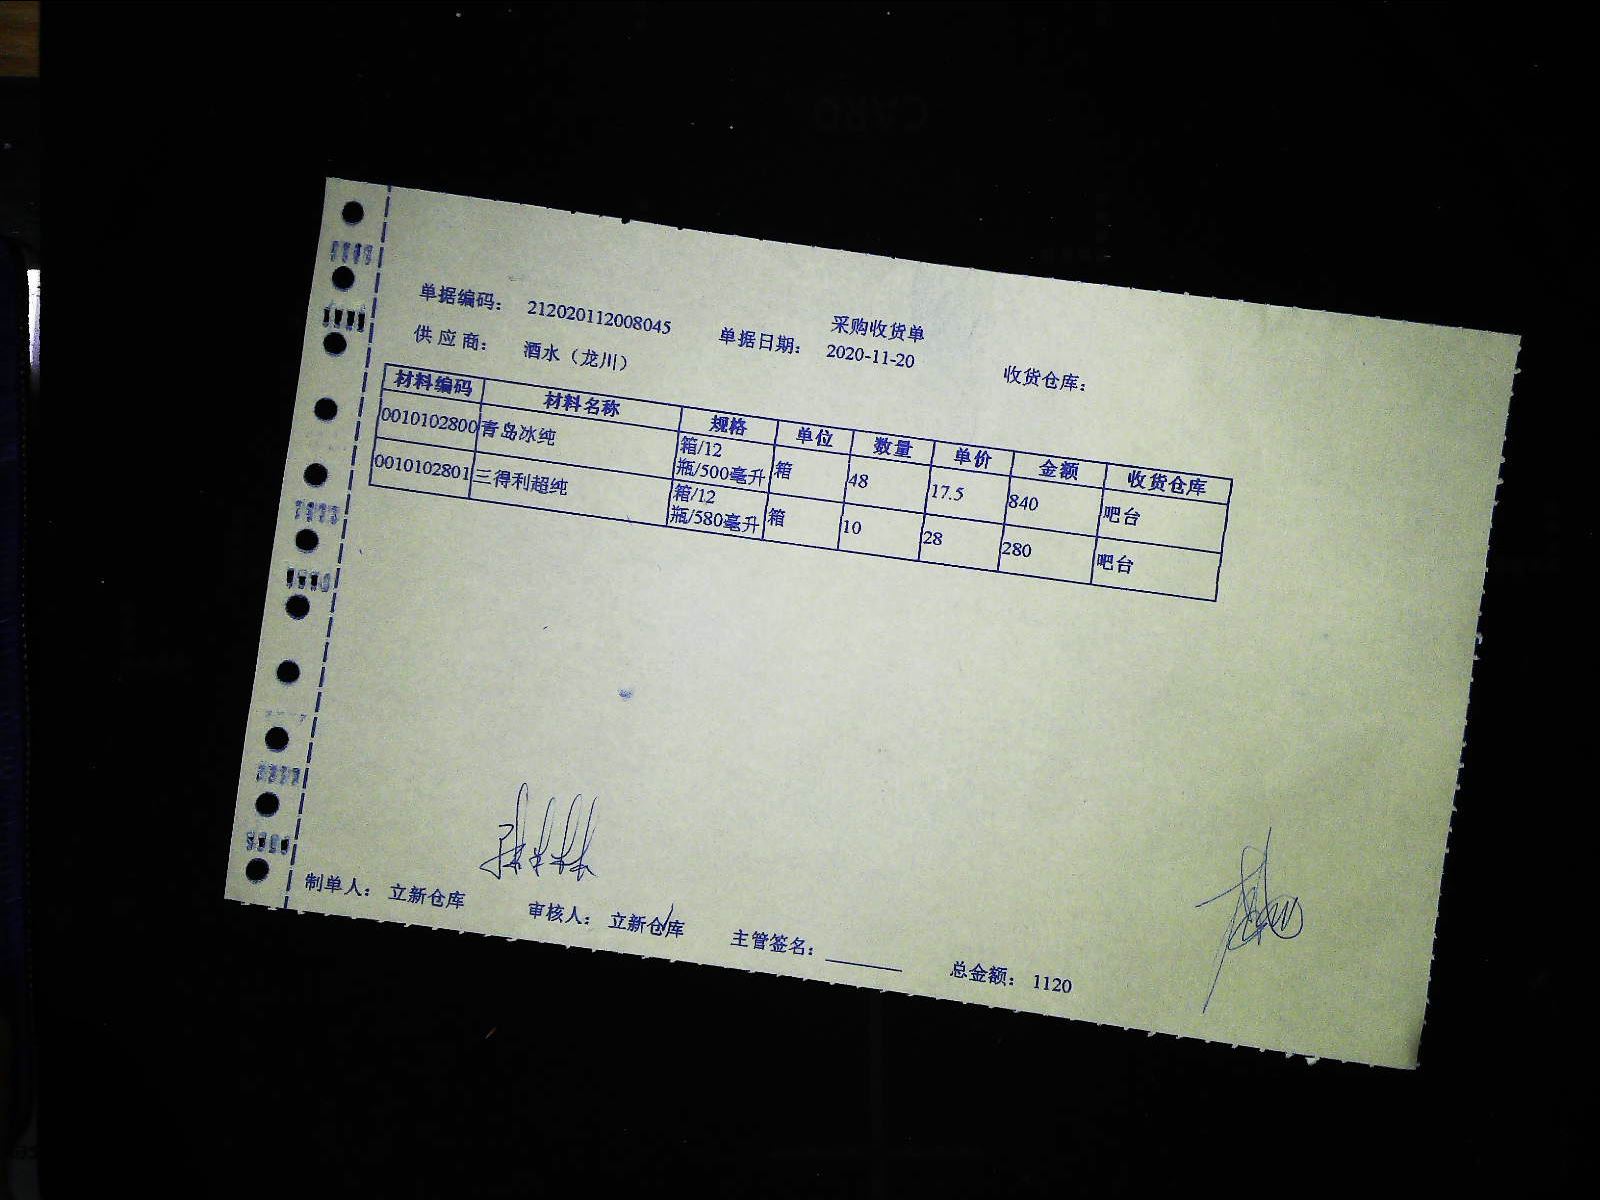 采购收货单
单据编码： 212020112008045 单据日期： 2020-11-20 收货仓库：
供 应 商： 酒水（龙川）
材料编码 材料名称 规格 单位 数量 单价 金额 收货仓库
0010102800 青岛冰纯 箱/12瓶/500毫升 箱 48 17.5 840 吧台
0010102801 三得利超纯 箱/12瓶/580毫升 箱 10 28 280 吧台
制单人： 立新仓库 审核人： 立新仓库 主管签名： 总金额： 1120